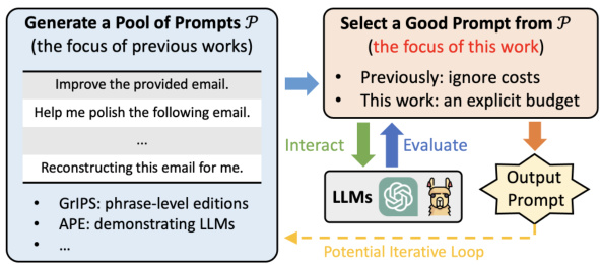 Generate a Pool of Prompts 𝒫
(the focus of previous works)
Improve the provided email.
Help me polish the following email.
...
Reconstructing this email for me.
• GrIPS: phrase-level editions
• APE: demonstrating LLMs
• ...
Select a Good Prompt from 𝒫
(the focus of this work)
• Previously: ignore costs
• This work: an explicit budget
Interact
Evaluate
LLMs
Output
Prompt
Potential Iterative Loop